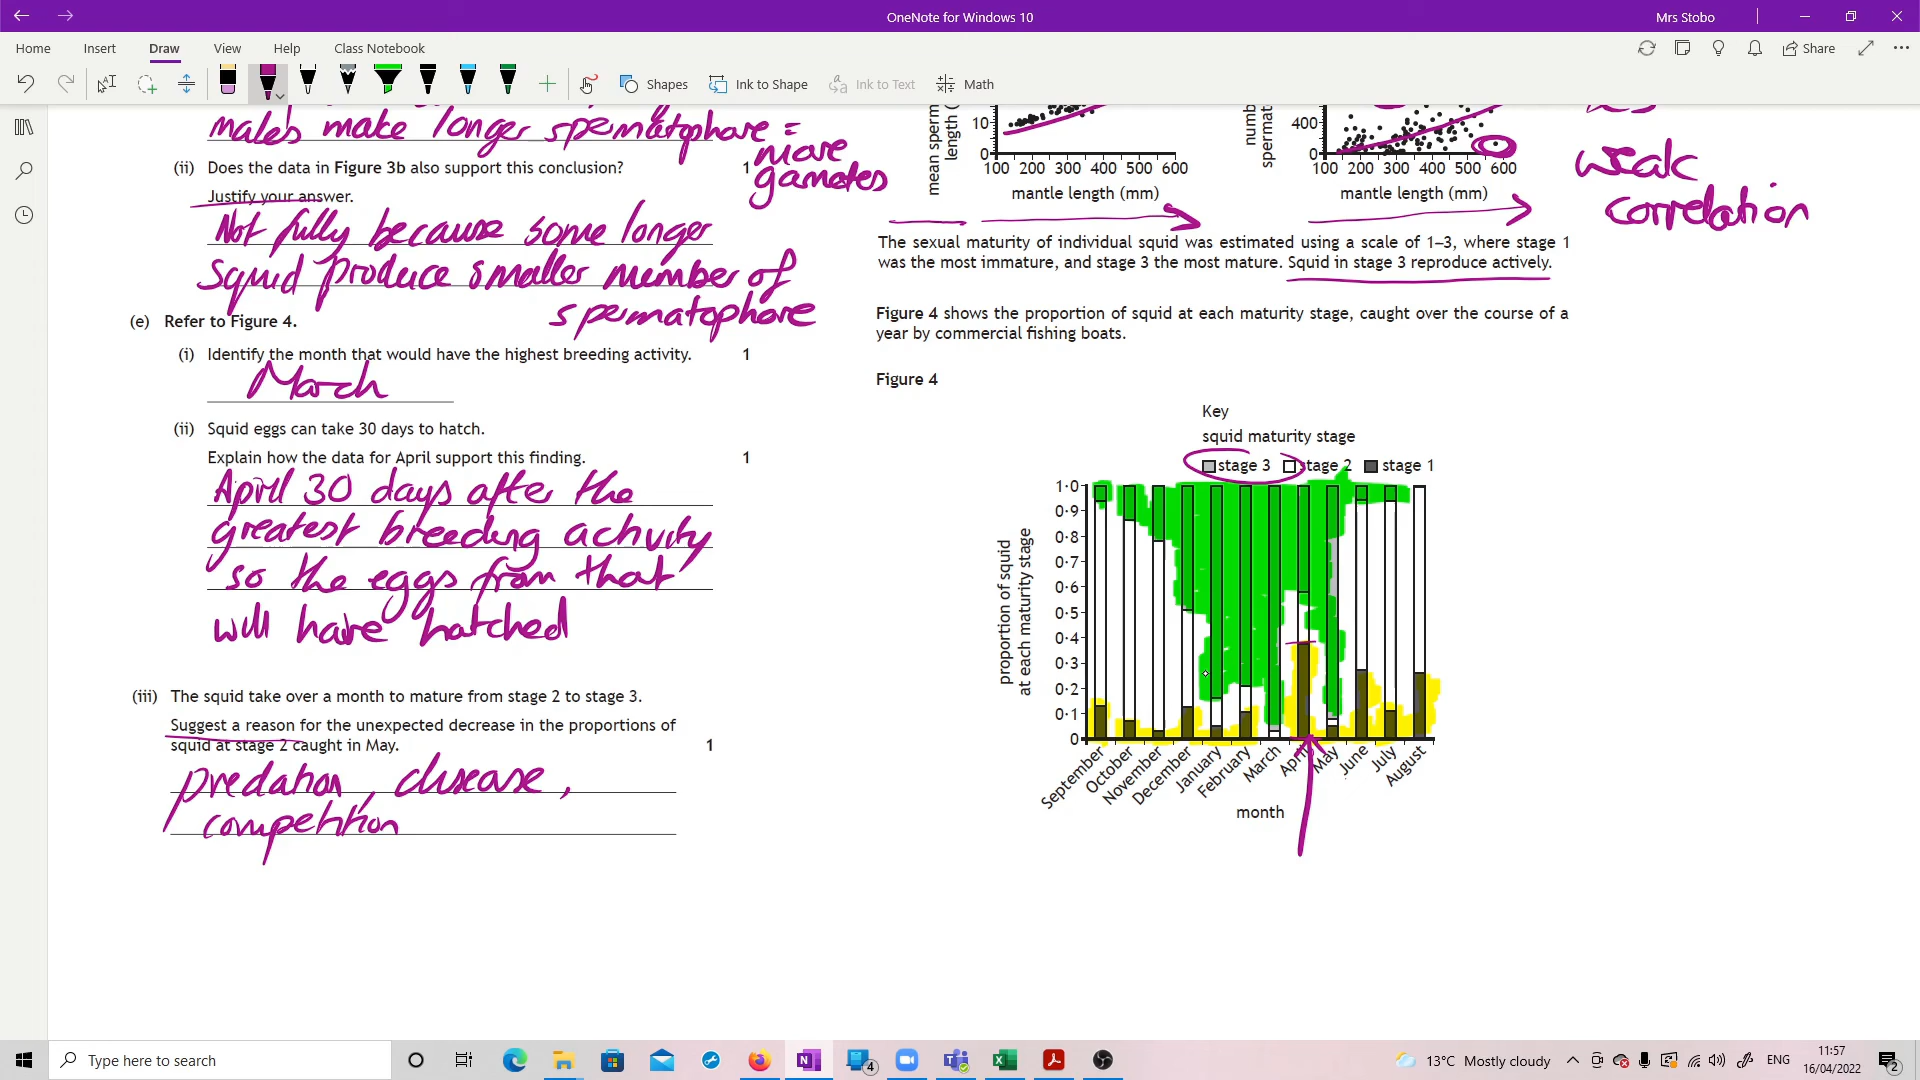 OneNote for Windows 10
Mrs Stobo
Home Insert Draw View Help Class Notebook
Share
Shapes Ink to Shape Ink to Text Math
males make longer spermatophore =
more
gametes
(ii) Does the data in Figure 3b also support this conclusion? 1
Justify your answer.
Not fully because some longer
squid produce smaller number of
spermatophore
(e) Refer to Figure 4.
(i) Identify the month that would have the highest breeding activity. 1
March
(ii) Squid eggs can take 30 days to hatch.
Explain how the data for April support this finding. 1
April 30 days after the
greatest breeding activity
so the eggs from that
will have hatched
(iii) The squid take over a month to mature from stage 2 to stage 3.
Suggest a reason for the unexpected decrease in the proportions of
squid at stage 2 caught in May. 1
predation, disease,
competition
mean sperm
length (
10
0
100 200 300 400 500 600
mantle length (mm)
numb
spermat
400
0
100 200 300 400 500 600
mantle length (mm)
weak
correlation
The sexual maturity of individual squid was estimated using a scale of 1–3, where stage 1
was the most immature, and stage 3 the most mature. Squid in stage 3 reproduce actively.
Figure 4 shows the proportion of squid at each maturity stage, caught over the course of a
year by commercial fishing boats.
Figure 4
Key
squid maturity stage
stage 3 stage 2 stage 1
proportion of squid
at each maturity stage
1·0
0·9
0·8
0·7
0·6
0·5
0·4
0·3
0·2
0·1
0
September October November December January February March April May June July August
month
Type here to search
4
13°C Mostly cloudy
ENG
11:57
16/04/2022
2